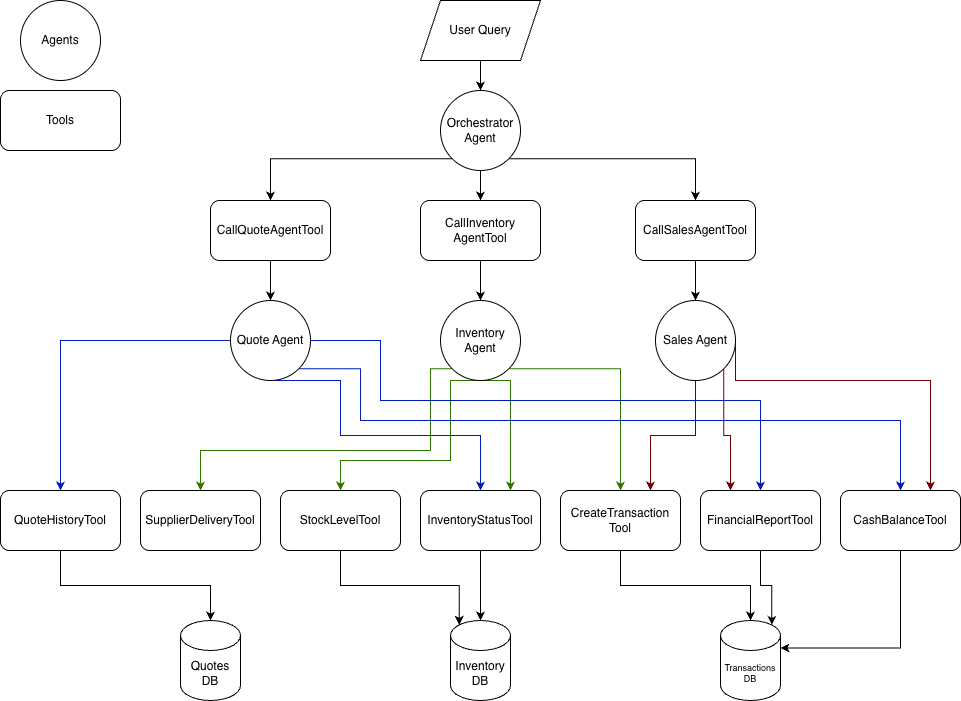 Agents
User Query
Tools
Orchestrator
Agent
CallQuoteAgentTool
CallInventory
AgentTool
CallSalesAgentTool
Quote Agent
Inventory
Agent
Sales Agent
QuoteHistoryTool
SupplierDeliveryTool
StockLevelTool
InventoryStatusTool
CreateTransaction
Tool
FinancialReportTool
CashBalanceTool
Quotes
DB
Inventory
DB
Transactions
DB